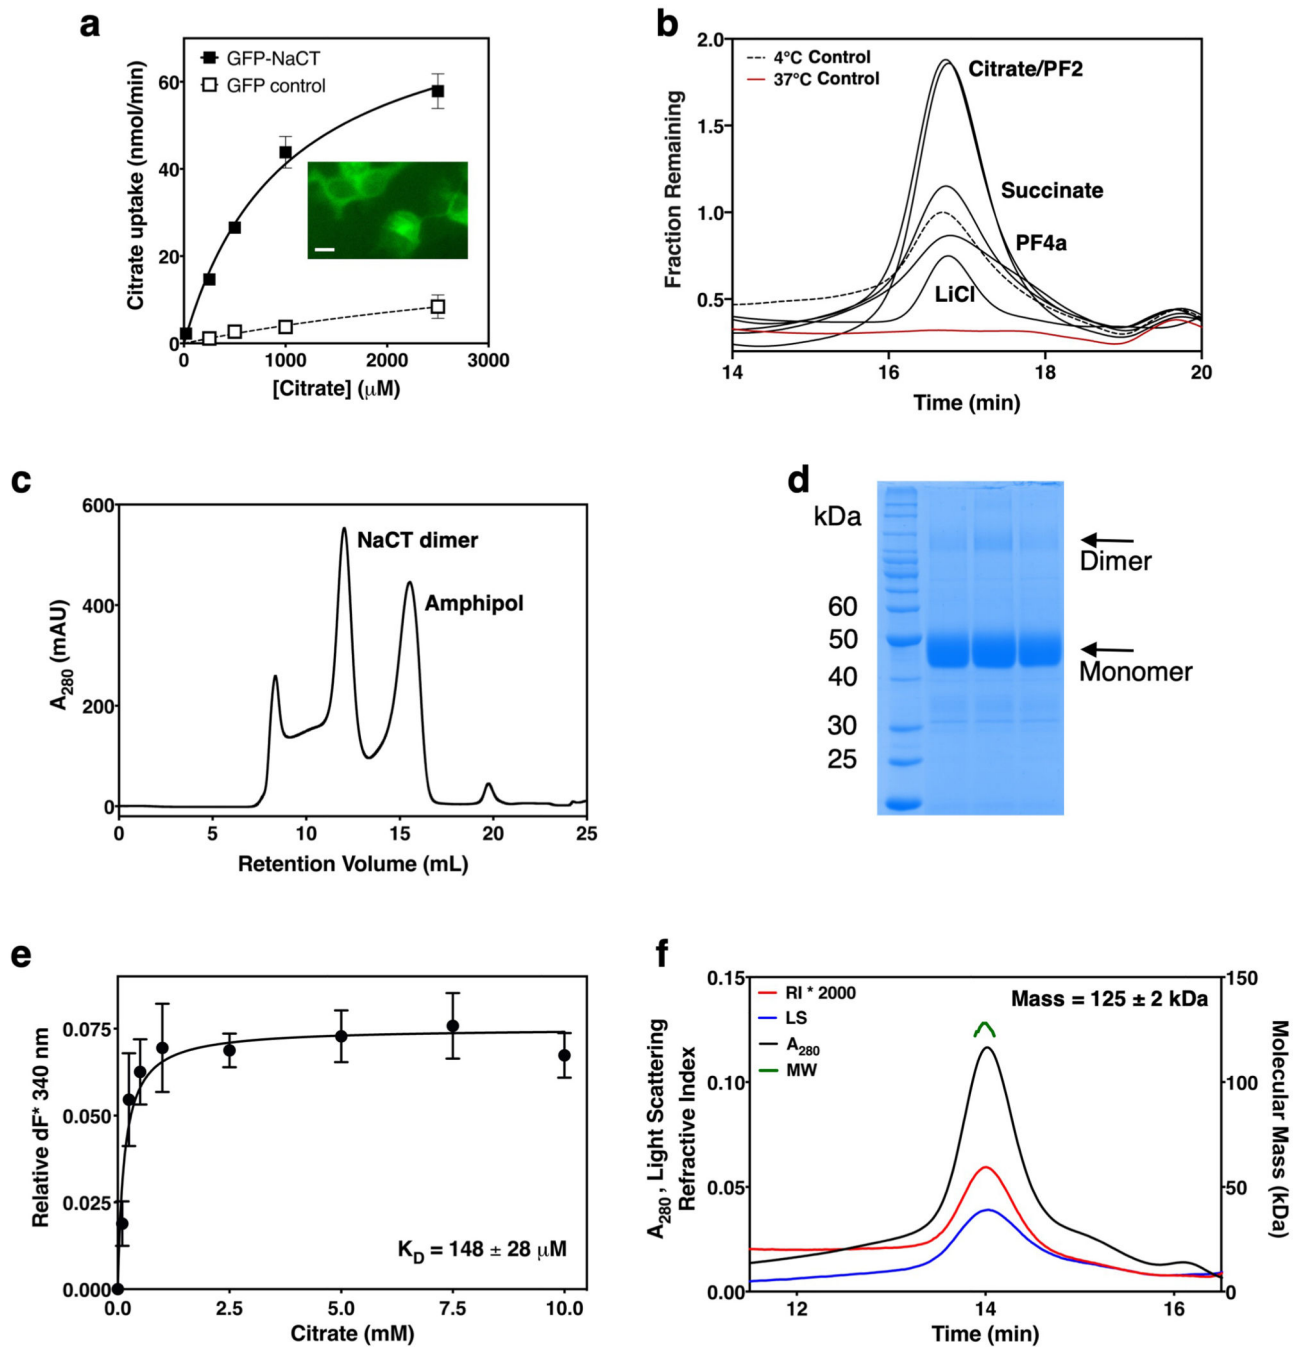 a
GFP-NaCT
GFP control
Citrate uptake (nmol/min)
60
40
20
0
0
1000
2000
3000
[Citrate] (μM)
b
4°C Control
37°C Control
Citrate/PF2
Succinate
PF4a
LiCl
Fraction Remaining
2.0
1.5
1.0
0.5
14
16
18
20
Time (min)
c
NaCT dimer
Amphipol
A280 (mAU)
600
400
200
0
0
5
10
15
20
25
Retention Volume (mL)
d
kDa
60
50
40
30
25
Dimer
Monomer
e
Relative dF* 340 nm
0.075
0.050
0.025
0.000
KD = 148 ± 28 μM
0.0
2.5
5.0
7.5
10.0
Citrate (mM)
f
RI * 2000
LS
A280
MW
Mass = 125 ± 2 kDa
A280 , Light Scattering
Refractive Index
0.15
0.10
0.05
0.00
150
100
50
0
Molecular Mass (kDa)
12
14
16
Time (min)